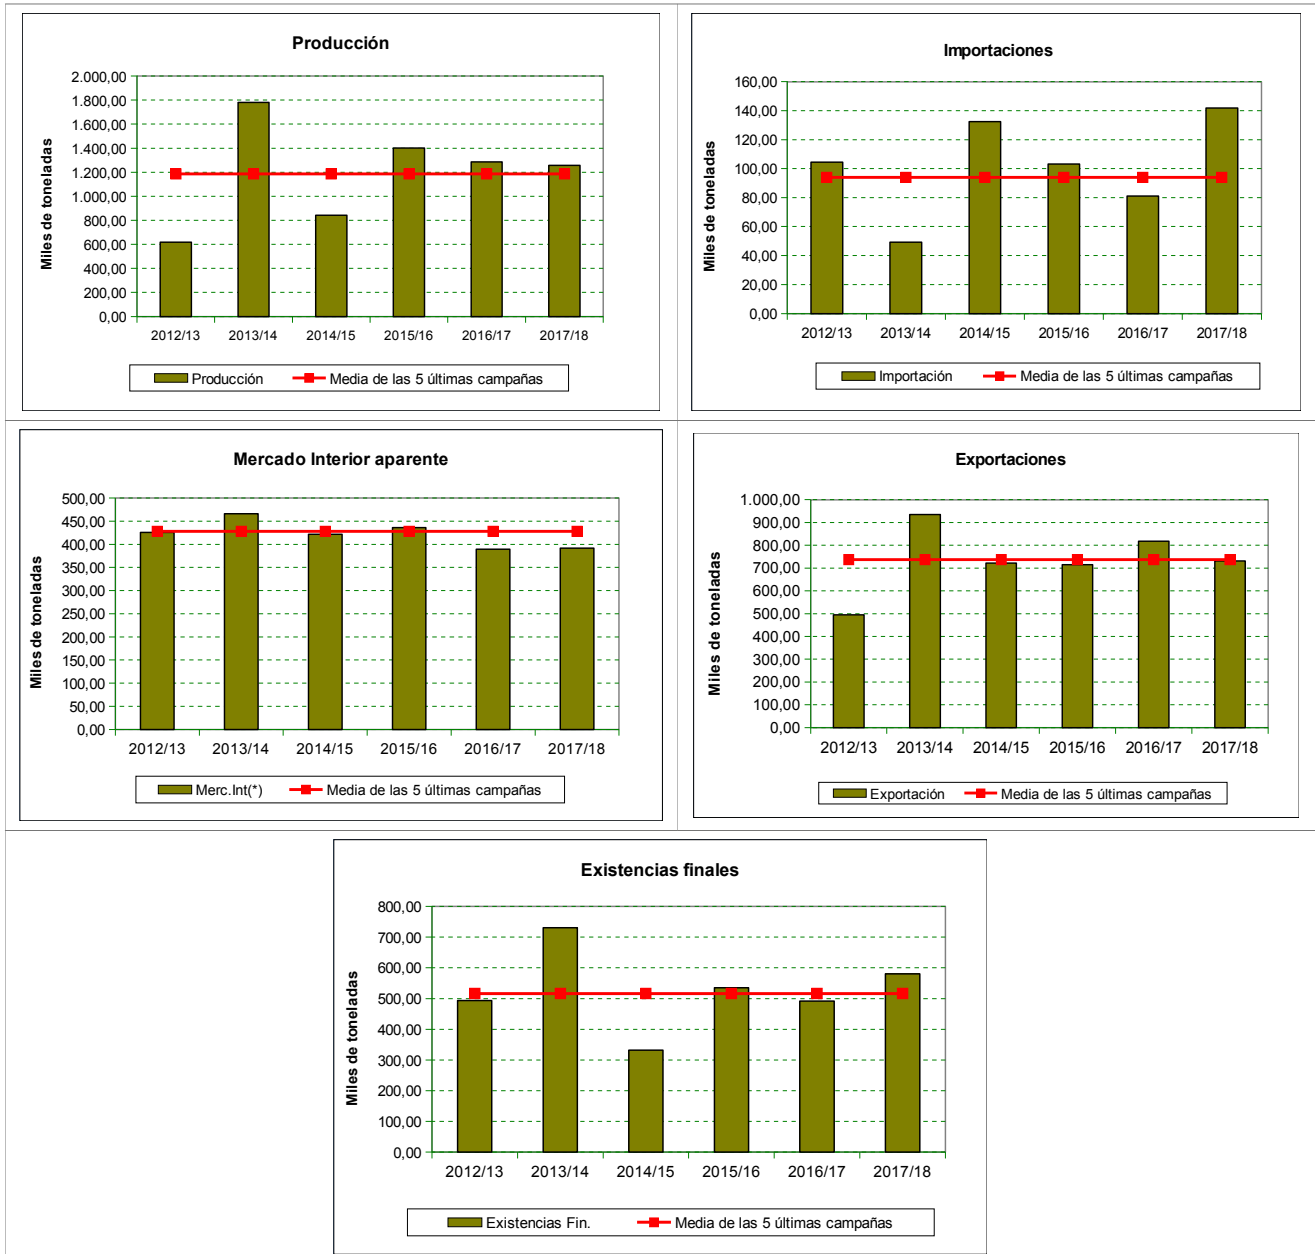 Producción
Miles de toneladas
2.000,00
1.800,00
1.600,00
1.400,00
1.200,00
1.000,00
800,00
600,00
400,00
200,00
0,00
2012/13 2013/14 2014/15 2015/16 2016/17 2017/18
Producción Media de las 5 últimas campañas
Importaciones
Miles de toneladas
160,00
140,00
120,00
100,00
80,00
60,00
40,00
20,00
0,00
2012/13 2013/14 2014/15 2015/16 2016/17 2017/18
Importación Media de las 5 últimas campañas
Mercado Interior aparente
Miles de toneladas
500,00
450,00
400,00
350,00
300,00
250,00
200,00
150,00
100,00
50,00
0,00
2012/13 2013/14 2014/15 2015/16 2016/17 2017/18
Merc.Int(*) Media de las 5 últimas campañas
Exportaciones
Miles de toneladas
1.000,00
900,00
800,00
700,00
600,00
500,00
400,00
300,00
200,00
100,00
0,00
2012/13 2013/14 2014/15 2015/16 2016/17 2017/18
Exportación Media de las 5 últimas campañas
Existencias finales
Miles de toneladas
800,00
700,00
600,00
500,00
400,00
300,00
200,00
100,00
0,00
2012/13 2013/14 2014/15 2015/16 2016/17 2017/18
Existencias Fin. Media de las 5 últimas campañas